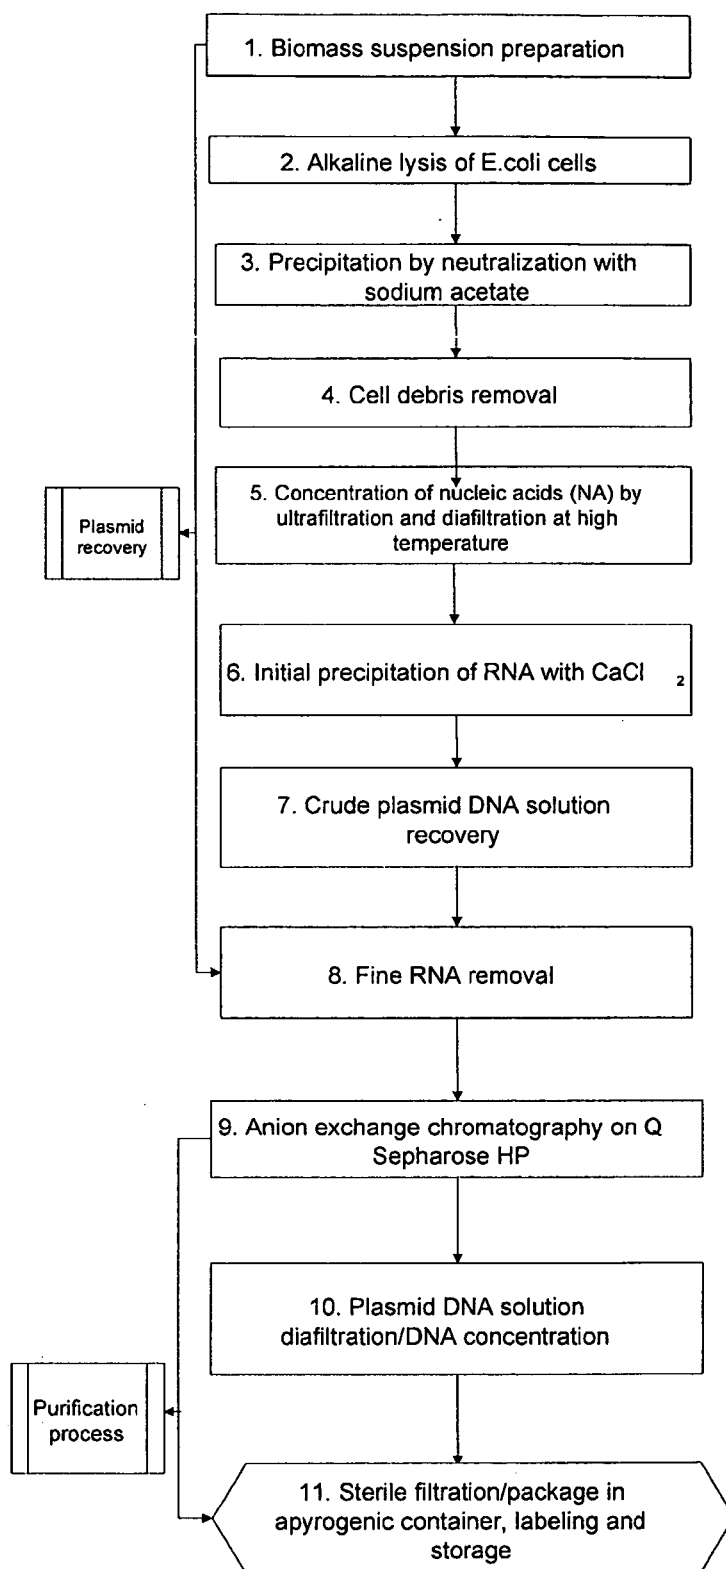 1. Biomass suspension preparation
2. Alkaline lysis of E.coli cells
3. Precipitation by neutralization with
sodium acetate
4. Cell debris removal
5. Concentration of nucleic acids (NA) by
ultrafiltration and diafiltration at high
temperature
Plasmid
recovery
6. Initial precipitation of RNA with CaCl 2
7. Crude plasmid DNA solution
recovery
8. Fine RNA removal
9. Anion exchange chromatography on Q
Sepharose HP
10. Plasmid DNA solution
diafiltration/DNA concentration
Purification
process
11. Sterile filtration/package in
apyrogenic container, labeling and
storage